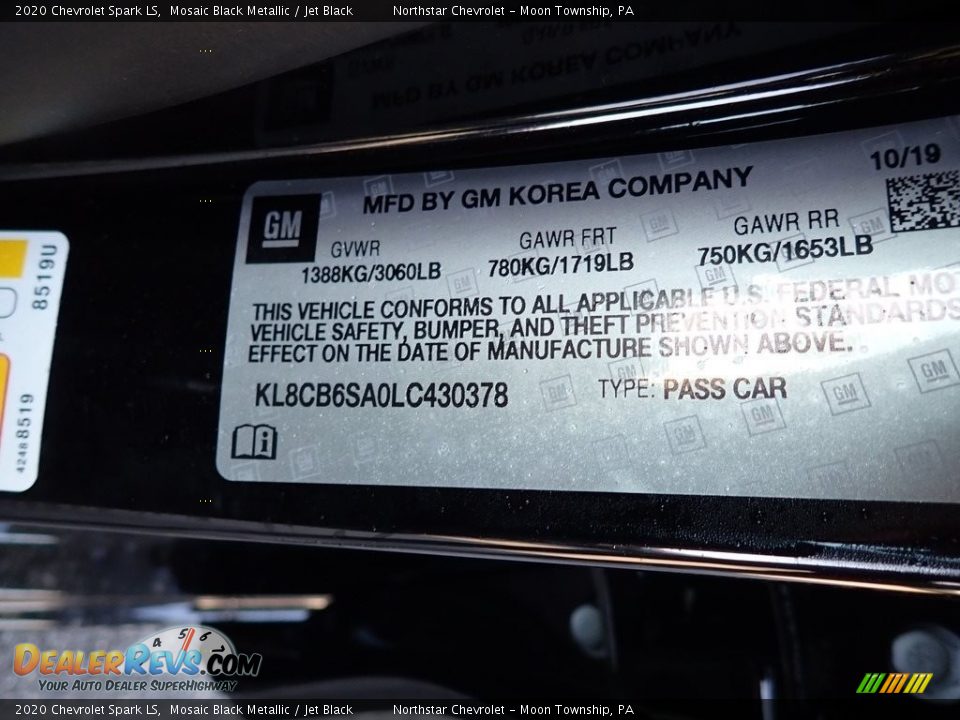 2020 Chevrolet Spark LS,  Mosaic Black Metallic / Jet Black          Northstar Chevrolet - Moon Township, PA
MFD BY GM KOREA COMPANY
10/19
GM
GVWR
GAWR FRT
GAWR RR
1388KG/3060LB
780KG/1719LB
750KG/1653LB
THIS VEHICLE CONFORMS TO ALL APPLICABLE U.S. FEDERAL MO
VEHICLE SAFETY, BUMPER, AND THEFT PREVENTION STANDARDS
EFFECT ON THE DATE OF MANUFACTURE SHOWN ABOVE.
KL8CB6SA0LC430378
TYPE: PASS CAR
8519U
42488519
4 5 6
DealerRevs.com
Your Auto Dealer SuperHighway
2020 Chevrolet Spark LS,  Mosaic Black Metallic / Jet Black          Northstar Chevrolet - Moon Township, PA